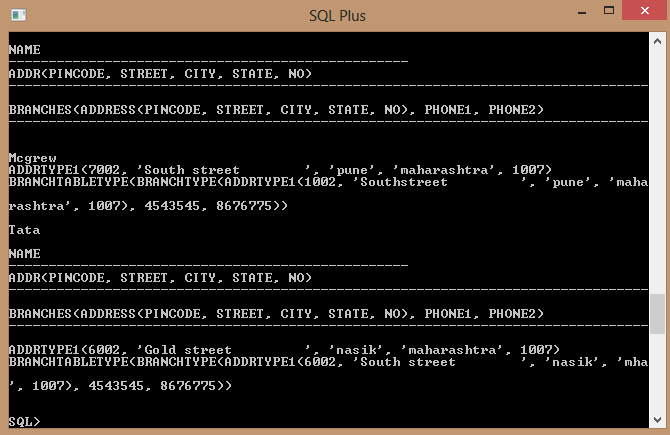 SQL Plus
NAME
--------------------------------------------------
ADDR(PINCODE, STREET, CITY, STATE, NO)
--------------------------------------------------------------------------------
BRANCHES(ADDRESS(PINCODE, STREET, CITY, STATE, NO), PHONE1, PHONE2)
--------------------------------------------------------------------------------
Mcgrew
ADDRTYPE1(7002, 'South street        ', 'pune', 'maharashtra', 1007)
BRANCHTABLETYPE(BRANCHTYPE(ADDRTYPE1(1002, 'Southstreet         ', 'pune', 'maha
rashtra', 1007), 4543545, 8676775))
Tata
NAME
--------------------------------------------------
ADDR(PINCODE, STREET, CITY, STATE, NO)
--------------------------------------------------------------------------------
BRANCHES(ADDRESS(PINCODE, STREET, CITY, STATE, NO), PHONE1, PHONE2)
--------------------------------------------------------------------------------
ADDRTYPE1(6002, 'Gold street         ', 'nasik', 'maharashtra', 1007)
BRANCHTABLETYPE(BRANCHTYPE(ADDRTYPE1(6002, 'South street        ', 'nasik', 'mha
', 1007), 4543545, 8676775))
SQL>